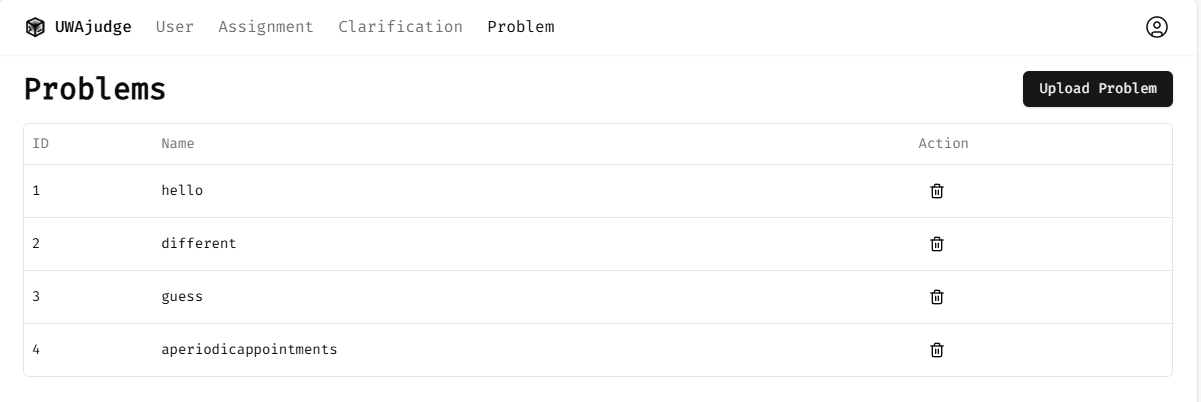 UWAjudge User Assignment Clarification Problem
Problems
Upload Problem
ID Name Action
1 hello
2 different
3 guess
4 aperiodicappointments